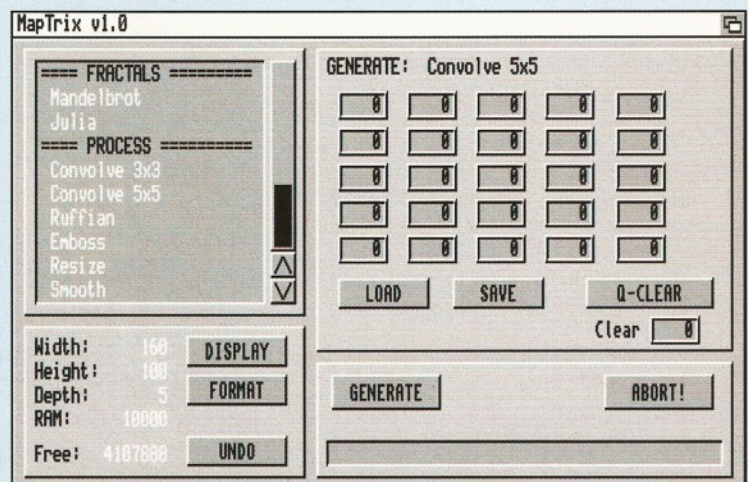 MapTrix v1.0
==== FRACTALS =========
Mandelbrot
Julia
==== PROCESS ==========
Convolve 3x3
Convolve 5x5
Ruffian
Emboss
Resize
Smooth
Width: 160
Height: 100
Depth: 5
RAM: 10000
Free:
DISPLAY
FORMAT
UNDO
GENERATE: Convolve 5x5
0 0 0 0 0
0 0 0 0 0
0 0 0 0 0
0 0 0 0 0
0 0 0 0 0
LOAD SAVE Q-CLEAR
Clear 0
GENERATE ABORT!